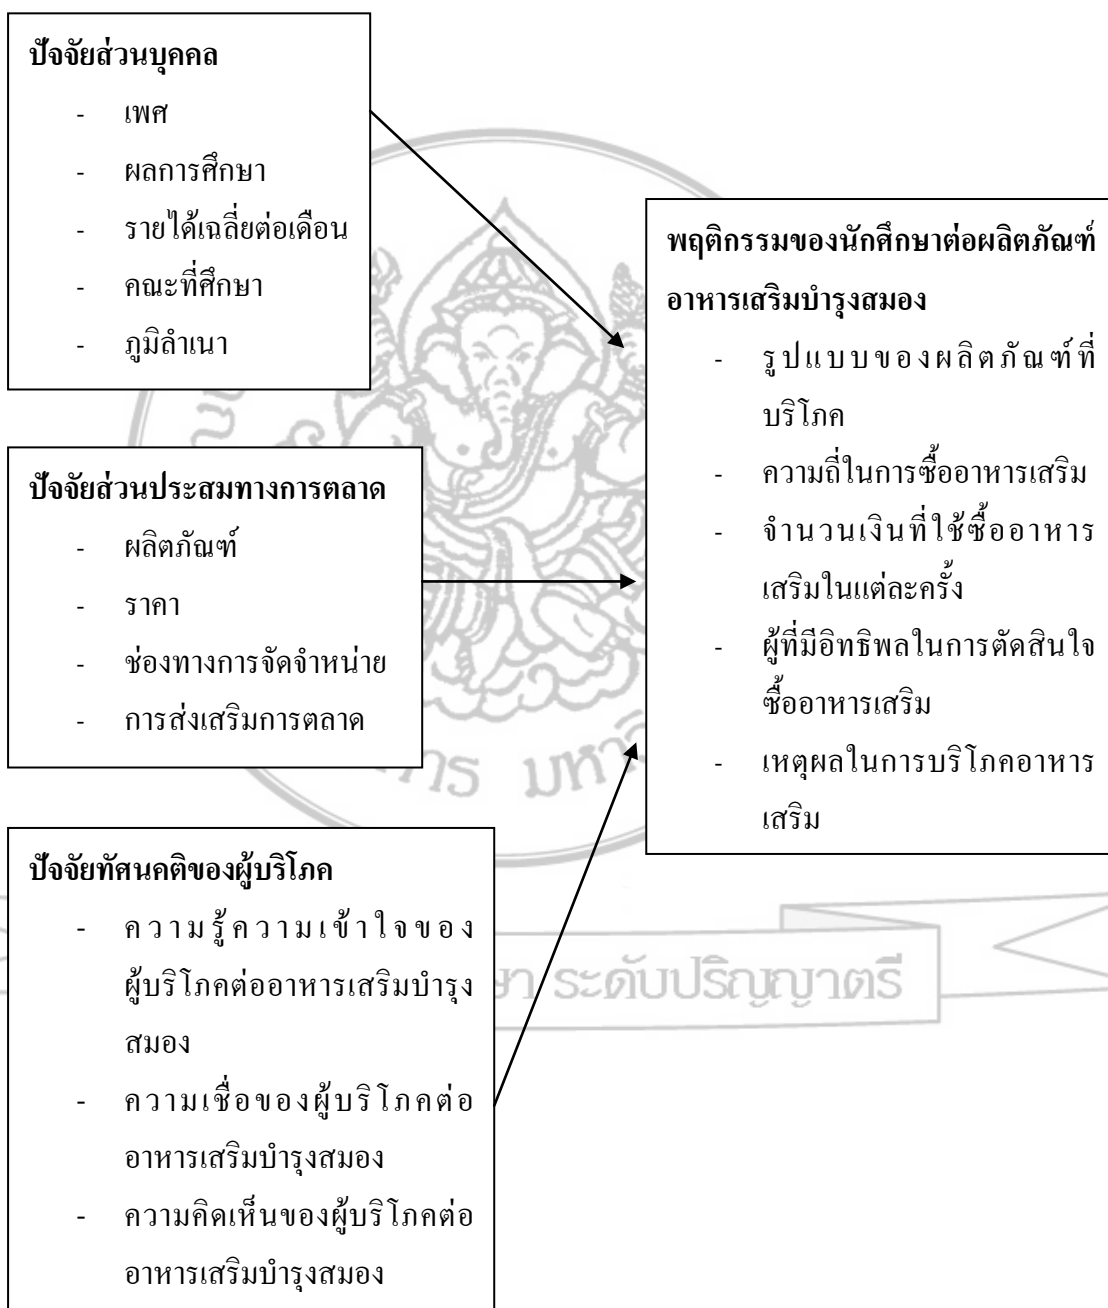 ปัจจัยส่วนบุคคล
- เพศ
- ผลการศึกษา
- รายได้เฉลี่ยต่อเดือน
- คณะที่ศึกษา
- ภูมิลำเนา
ปัจจัยส่วนประสมทางการตลาด
- ผลิตภัณฑ์
- ราคา
- ช่องทางการจัดจำหน่าย
- การส่งเสริมการตลาด
ปัจจัยทัศนคติของผู้บริโภค
- ความรู้ความเข้าใจของ
ผู้บริโภคต่ออาหารเสริมบำรุง
สมอง
- ความเชื่อของผู้บริโภคต่อ
อาหารเสริมบำรุงสมอง
- ความคิดเห็นของผู้บริโภคต่อ
อาหารเสริมบำรุงสมอง
พฤติกรรมของนักศึกษาต่อผลิตภัณฑ์
อาหารเสริมบำรุงสมอง
- รูปแบบของผลิตภัณฑ์ที่
บริโภค
- ความถี่ในการซื้ออาหารเสริม
- จำนวนเงินที่ใช้ซื้ออาหาร
เสริมในแต่ละครั้ง
- ผู้ที่มีอิทธิพลในการตัดสินใจ
ซื้ออาหารเสริม
- เหตุผลในการบริโภคอาหาร
เสริม
ระดับปริญญาตรี